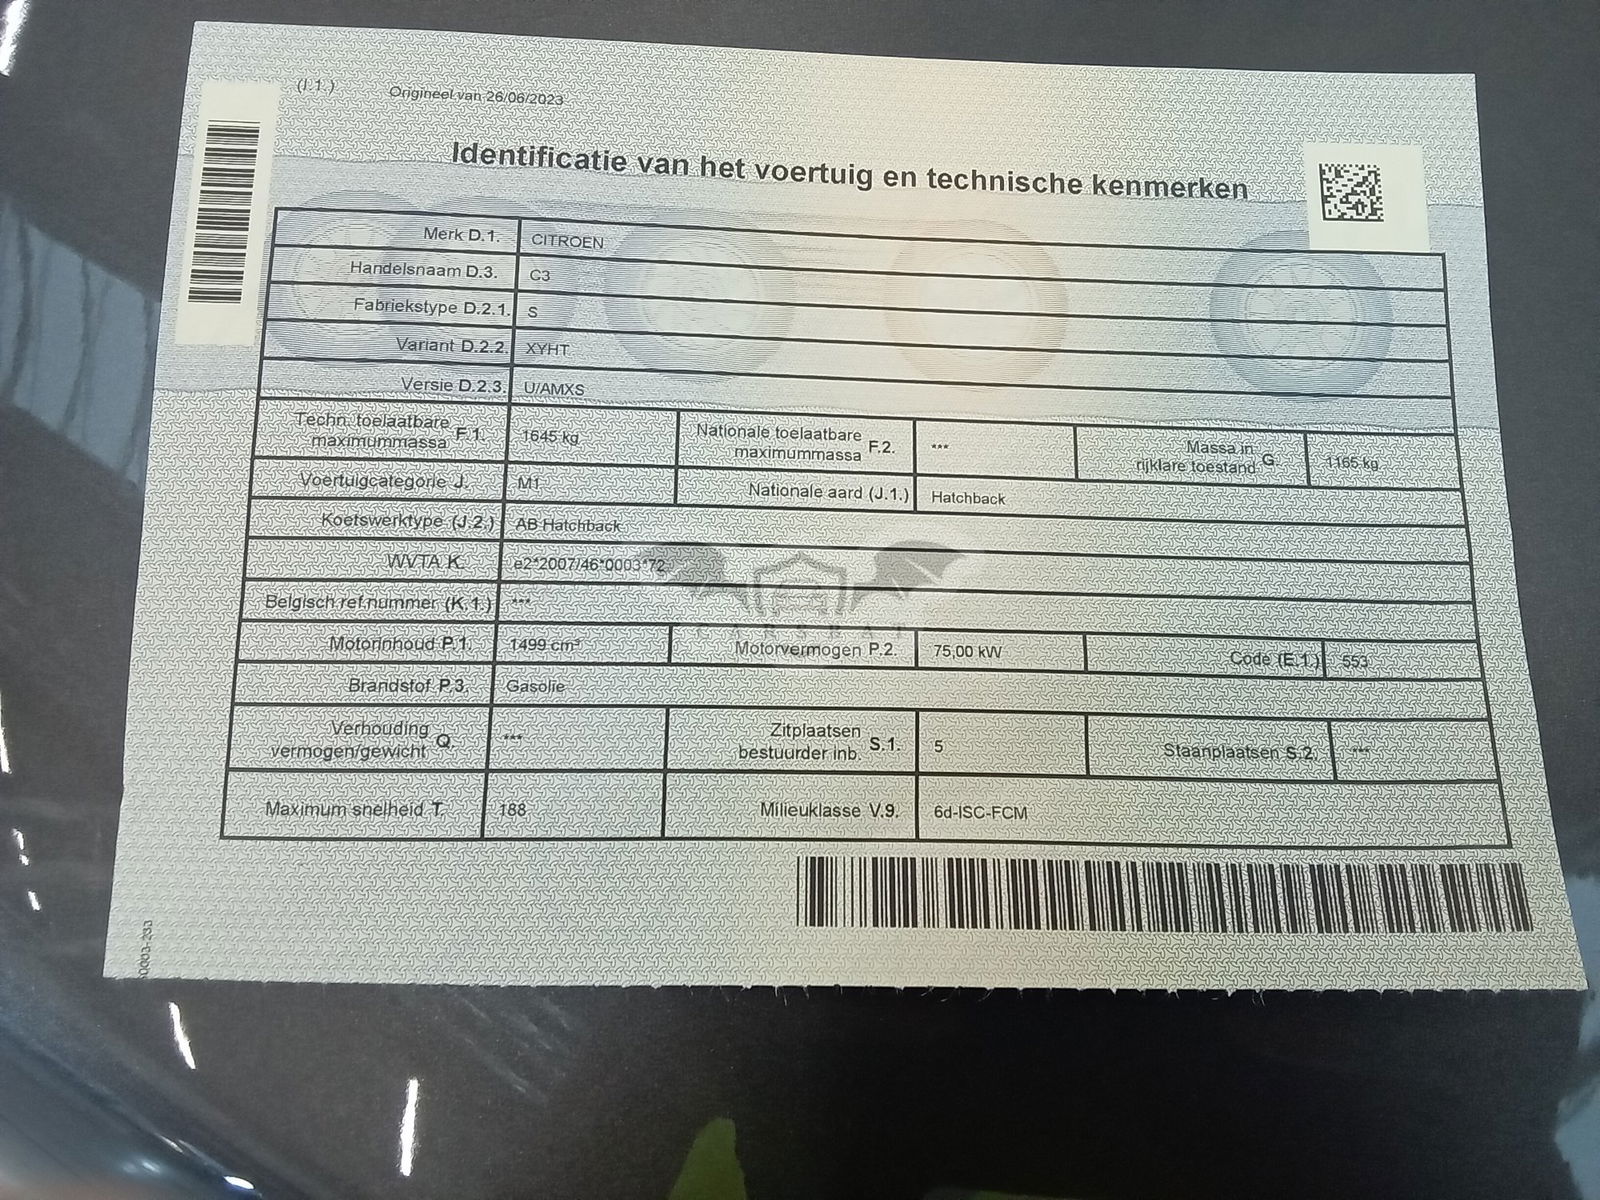 (I.1.) Origineel van 26/06/2023
Identificatie van het voertuig en technische kenmerken
Merk D.1. CITROEN
Handelsnaam D.3. C3
Fabriekstype D.2.1. S
Variant D.2.2. XYHT
Versie D.2.3. U/AMXS
Techn. toelaatbare maximummassa F.1. 1645 kg Nationale toelaatbare maximummassa F.2. *** Massa in rijklare toestand G. 1165 kg
Voertuigcategorie J. M1 Nationale aard (J.1.) Hatchback
Koetswerktype (J.2.) AB Hatchback
WVTA K. e2*2007/46*0003*72
Belgisch ref.nummer (K.1.) ***
CARSBAT
Motorinhoud P.1. 1499 cm³ Motorvermogen P.2. 75,00 kW Code (E.1.) 553
Brandstof P.3. Gasolie
Verhouding vermogen/gewicht Q. *** Zitplaatsen bestuurder inb. S.1. 5 Staanplaatsen S.2. ***
Maximum snelheid T. 188 Milieuklasse V.9. 6d-ISC-FCM